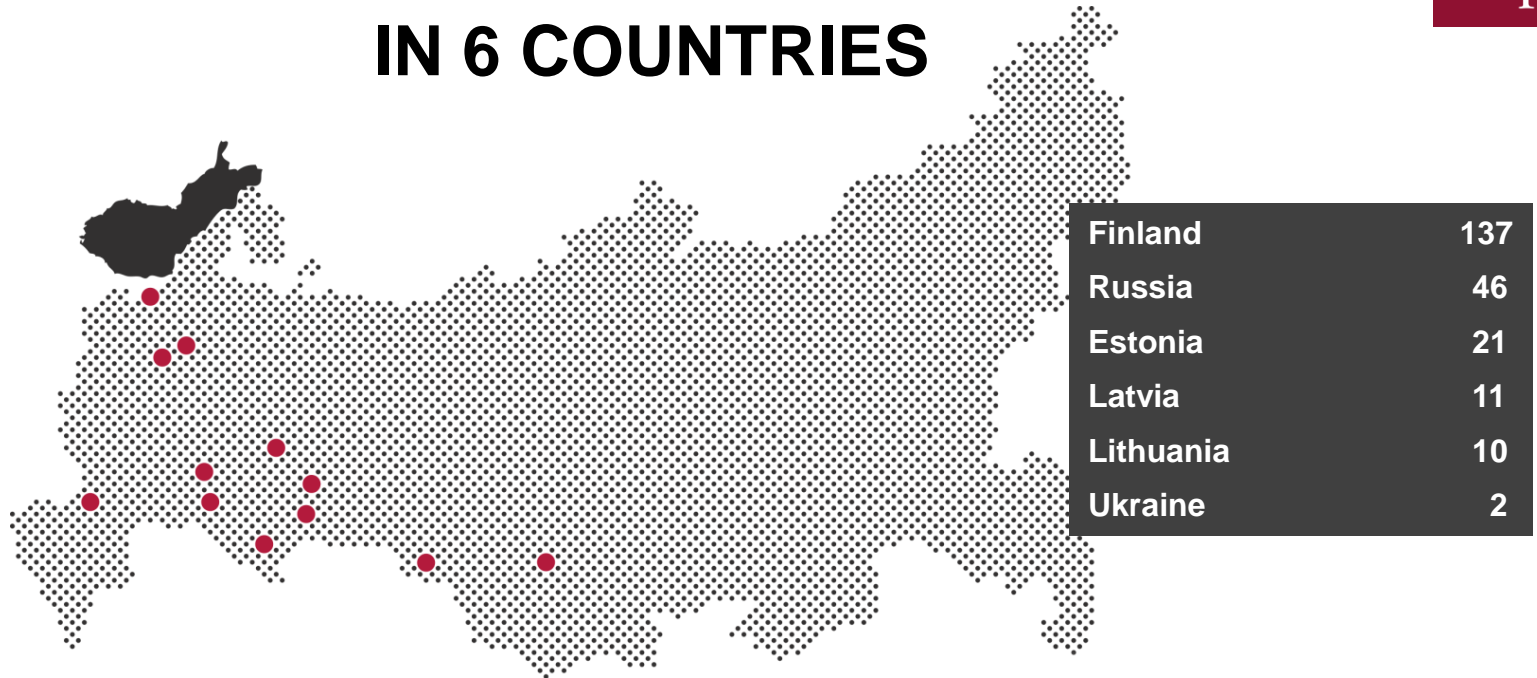 IN 6 COUNTRIES
Finland 137
Russia 46
Estonia 21
Latvia 11
Lithuania 10
Ukraine 2